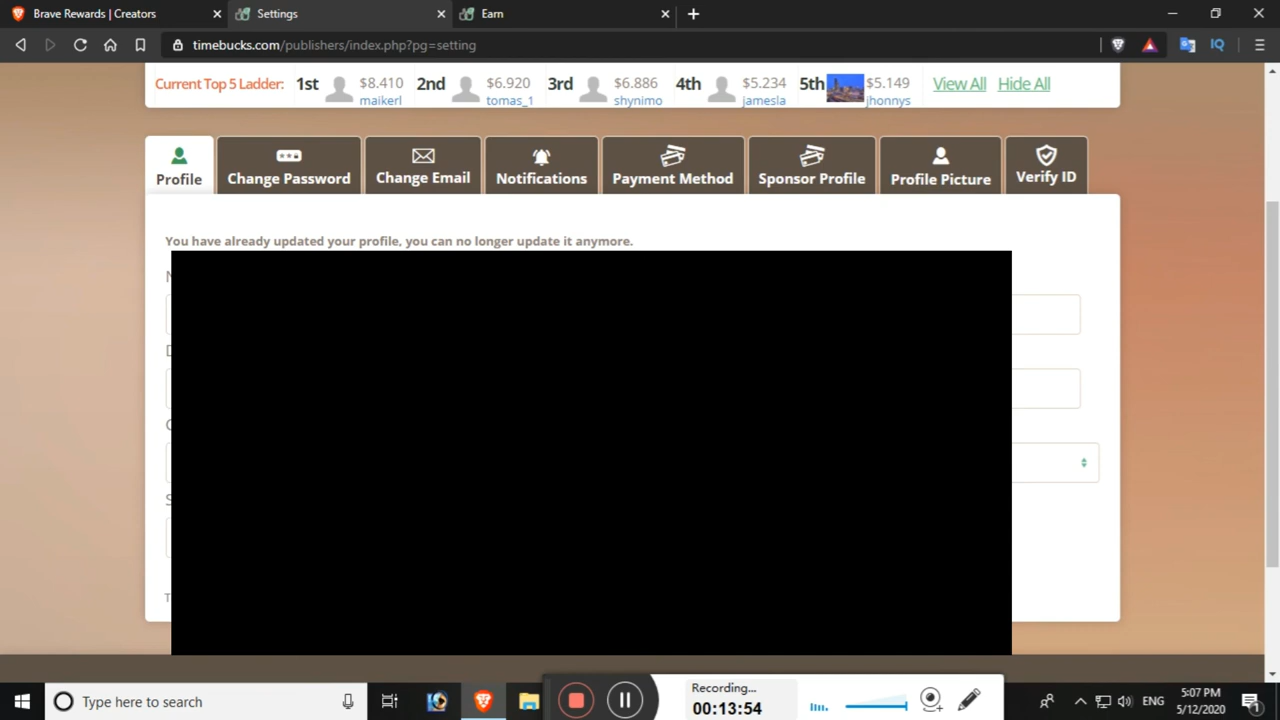 Brave Rewards | Creators
Settings
Earn
timebucks.com/publishers/index.php?pg=setting
Current Top 5 Ladder: 1st $8.410 2nd $6.920 3rd $6.886 4th $5.234 5th $5.149 View All Hide All
maikerl tomas_1 shynimo jamesla jhonnys
Profile Change Password Change Email Notifications Payment Method Sponsor Profile Profile Picture Verify ID
You have already updated your profile, you can no longer update it anymore.
Type here to search
Recording...
00:13:54
ENG
5:07 PM
5/12/2020